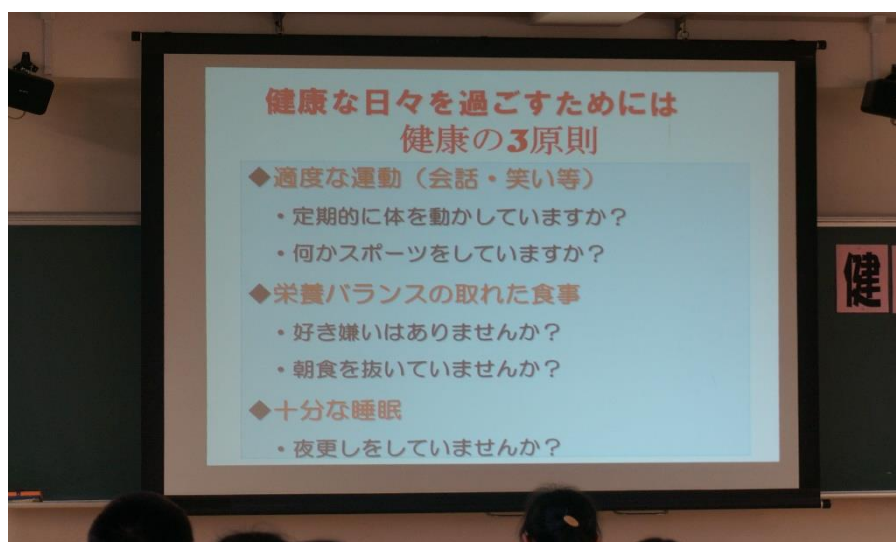 健康な日々を過ごすためには
健康の3原則
◆適度な運動（会話・笑い等）
・定期的に体を動かしていますか？
・何かスポーツをしていますか？
◆栄養バランスの取れた食事
・好き嫌いはありませんか？
・朝食を抜いていませんか？
◆十分な睡眠
・夜更しをしていませんか？
健